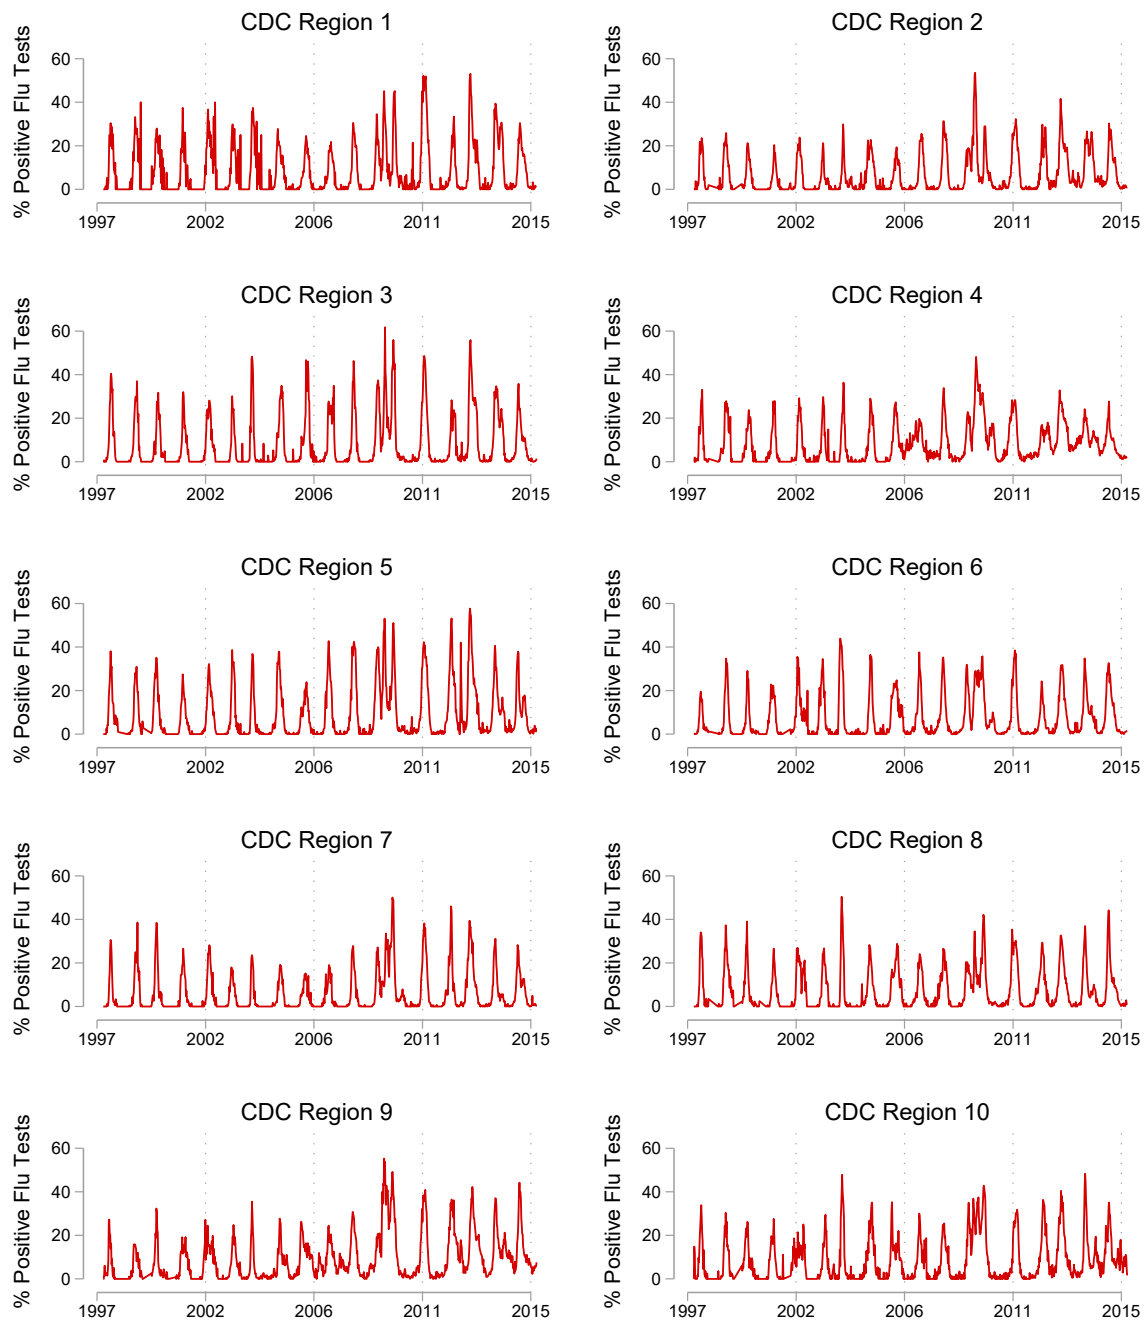 CDC Region 1
% Positive Flu Tests
60
40
20
0
1997 2002 2006 2011 2015
CDC Region 2
% Positive Flu Tests
60
40
20
0
1997 2002 2006 2011 2015
CDC Region 3
% Positive Flu Tests
60
40
20
0
1997 2002 2006 2011 2015
CDC Region 4
% Positive Flu Tests
60
40
20
0
1997 2002 2006 2011 2015
CDC Region 5
% Positive Flu Tests
60
40
20
0
1997 2002 2006 2011 2015
CDC Region 6
% Positive Flu Tests
60
40
20
0
1997 2002 2006 2011 2015
CDC Region 7
% Positive Flu Tests
60
40
20
0
1997 2002 2006 2011 2015
CDC Region 8
% Positive Flu Tests
60
40
20
0
1997 2002 2006 2011 2015
CDC Region 9
% Positive Flu Tests
60
40
20
0
1997 2002 2006 2011 2015
CDC Region 10
% Positive Flu Tests
60
40
20
0
1997 2002 2006 2011 2015